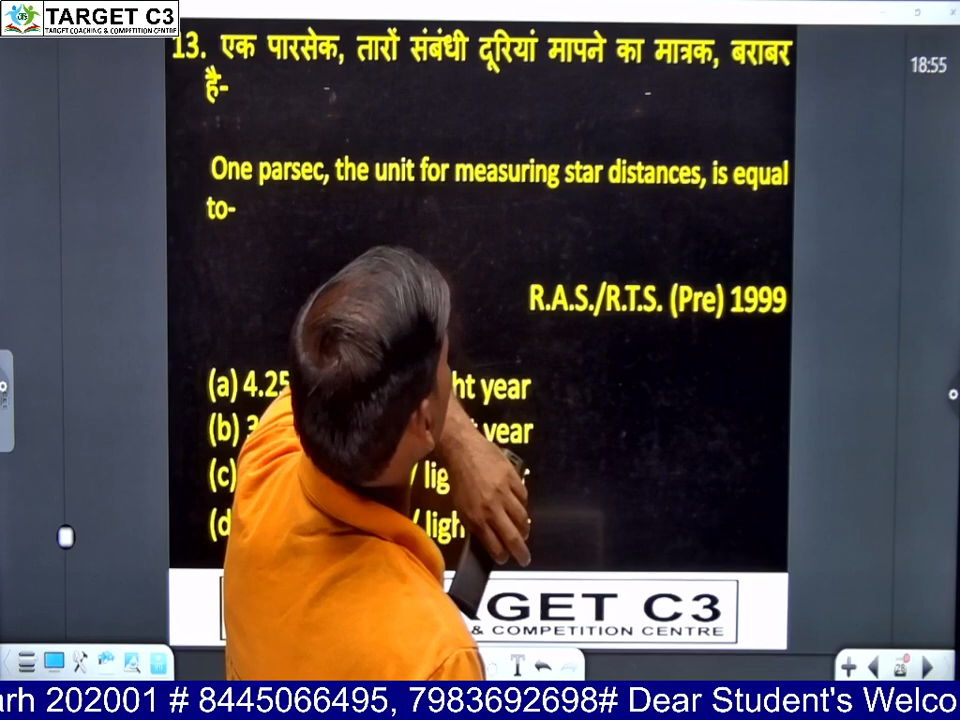 TARGET C3
TARGET COACHING & COMPETITION CENTRE
18:55
13. एक पारसेक, तारों संबंधी दूरियां मापने का मात्रक, बराबर
है-
One parsec, the unit for measuring star distances, is equal
to-
R.A.S./R.T.S. (Pre) 1999
(a) 4.25 ht year
(b) 3 year
(c) / lig
(d / ligh
GET C3
& COMPETITION CENTRE
arh 202001 # 8445066495, 7983692698# Dear Student's Welco